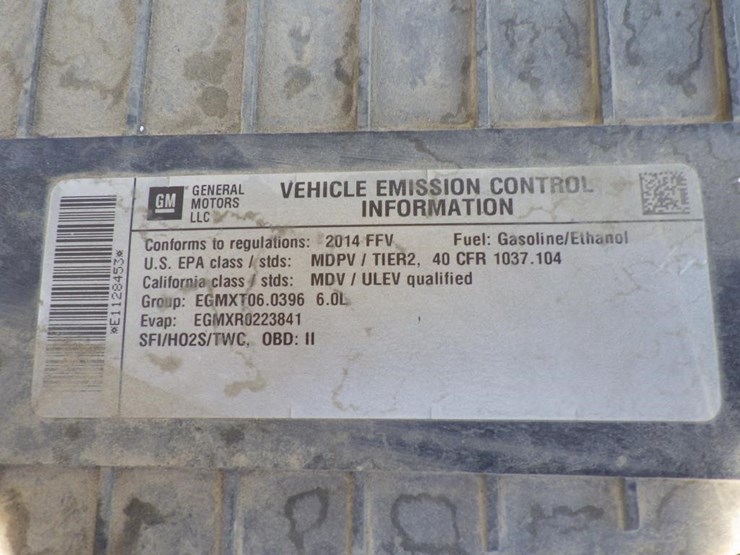 GM
GENERAL
MOTORS
LLC
VEHICLE EMISSION CONTROL
INFORMATION
Conforms to regulations: 2014 FFV Fuel: Gasoline/Ethanol
U.S. EPA class / stds: MDPV / TIER2, 40 CFR 1037.104
California class / stds: MDV / ULEV qualified
Group: EGMXT06.0396 6.0L
Evap: EGMXR0223841
SFI/HO2S/TWC, OBD: II
*E1128453*